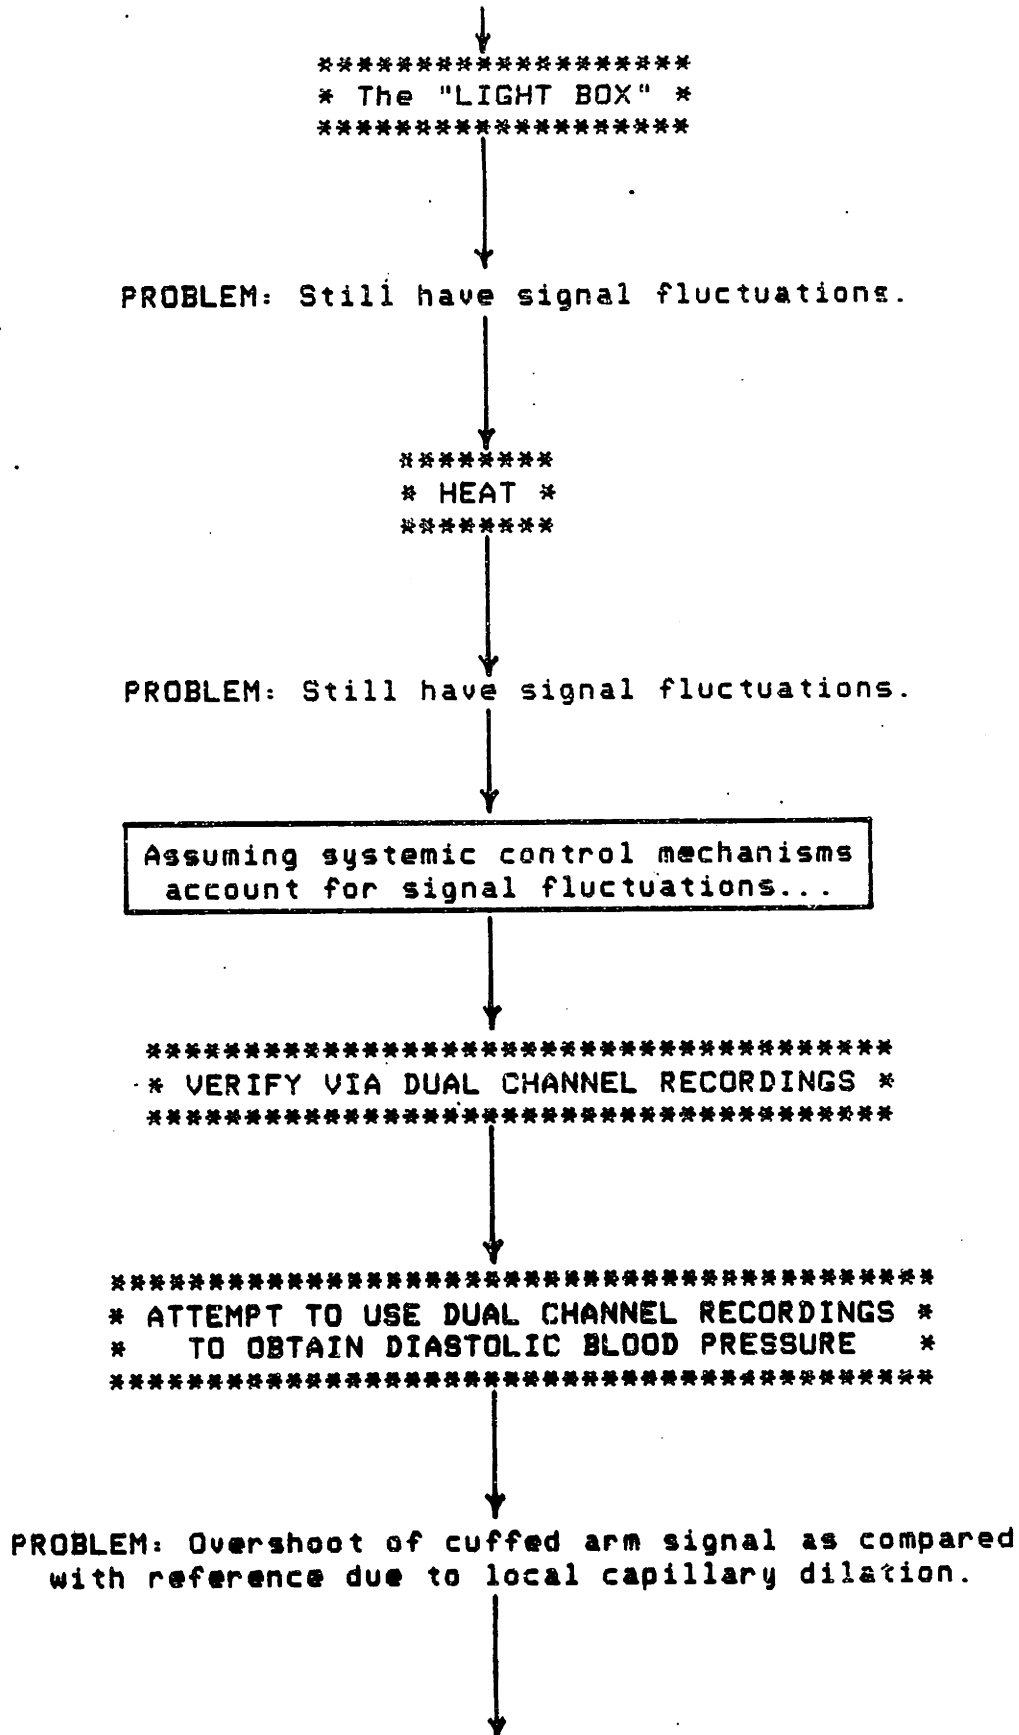 *******************
* The "LIGHT BOX" *
*******************
PROBLEM: Still have signal fluctuations.
********
* HEAT *
********
PROBLEM: Still have signal fluctuations.
Assuming systemic control mechanisms
account for signal fluctuations...
**************************************
* VERIFY VIA DUAL CHANNEL RECORDINGS *
**************************************
******************************************
* ATTEMPT TO USE DUAL CHANNEL RECORDINGS *
* TO OBTAIN DIASTOLIC BLOOD PRESSURE *
******************************************
PROBLEM: Overshoot of cuffed arm signal as compared
with reference due to local capillary dilation.